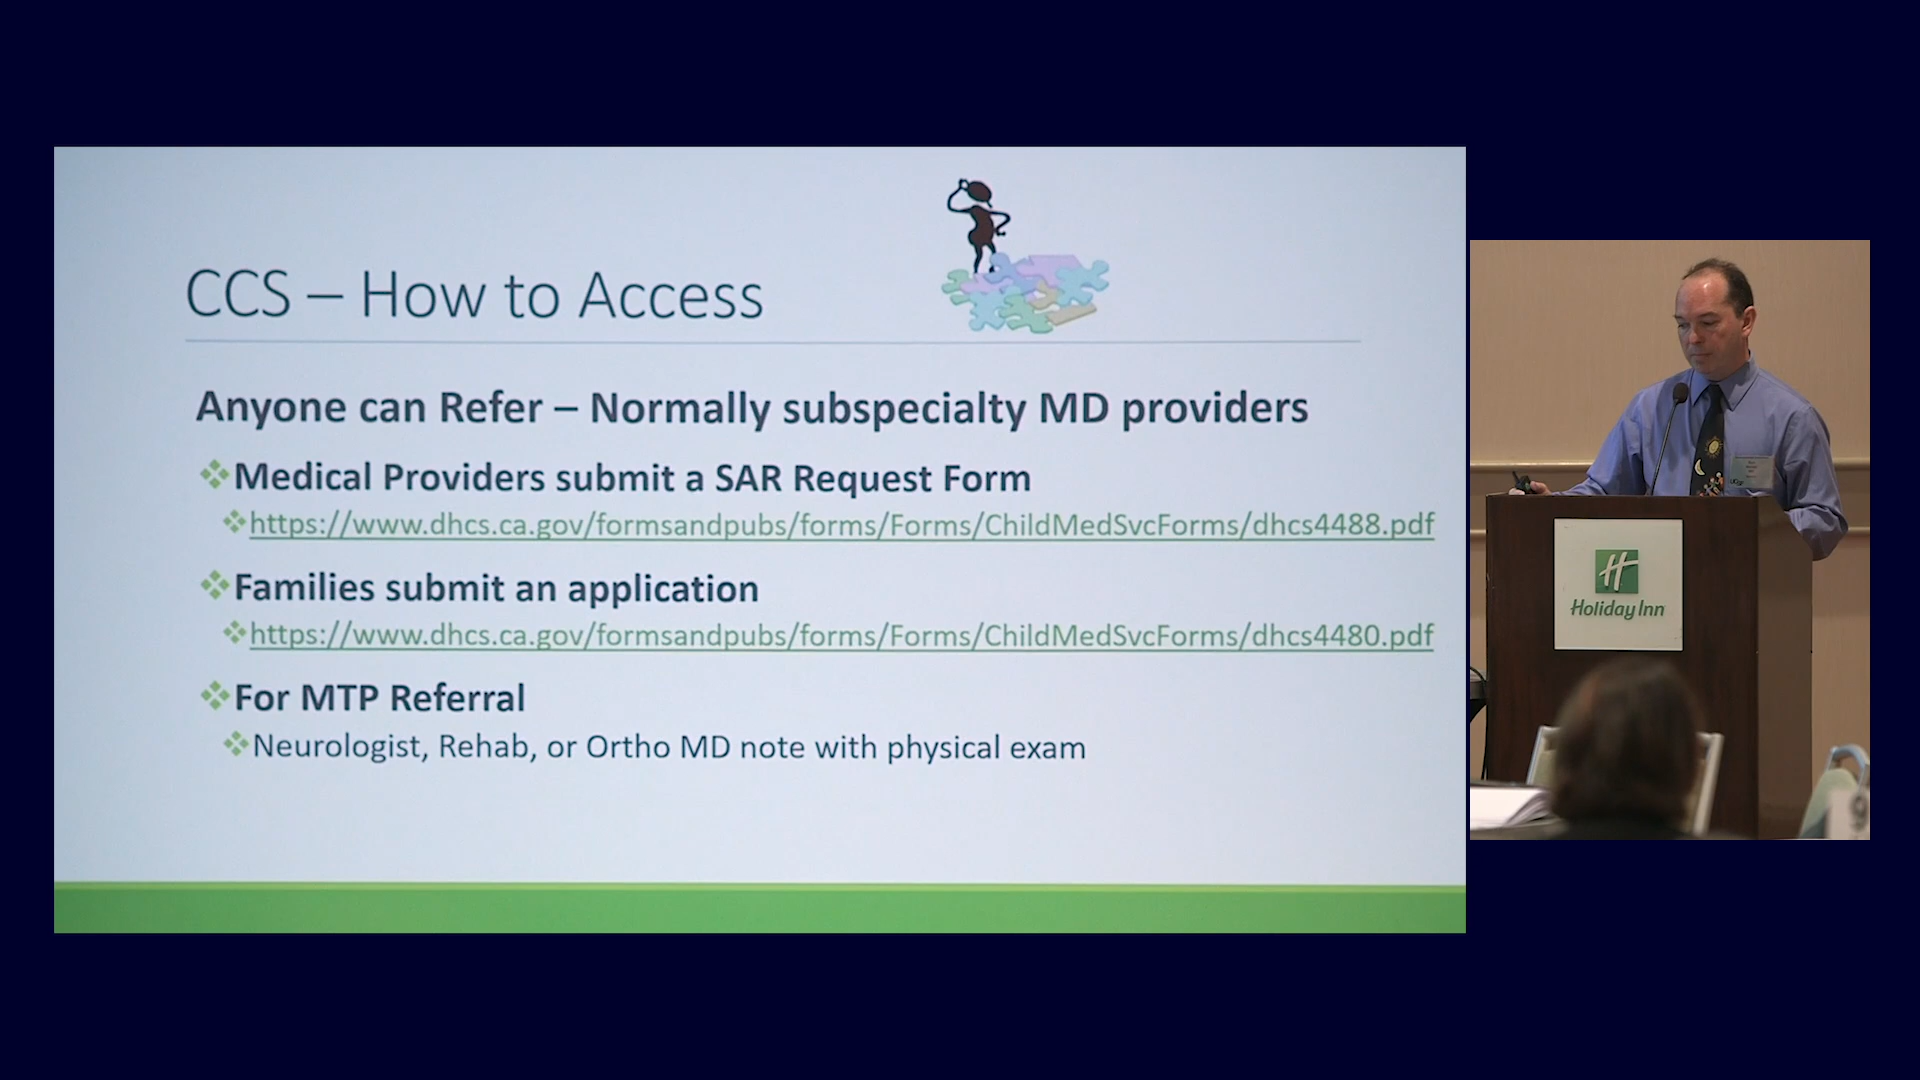 CCS – How to Access
Anyone can Refer – Normally subspecialty MD providers
Medical Providers submit a SAR Request Form
https://www.dhcs.ca.gov/formsandpubs/forms/Forms/ChildMedSvcForms/dhcs4488.pdf
Families submit an application
https://www.dhcs.ca.gov/formsandpubs/forms/Forms/ChildMedSvcForms/dhcs4480.pdf
For MTP Referral
Neurologist, Rehab, or Ortho MD note with physical exam
H
Holiday Inn